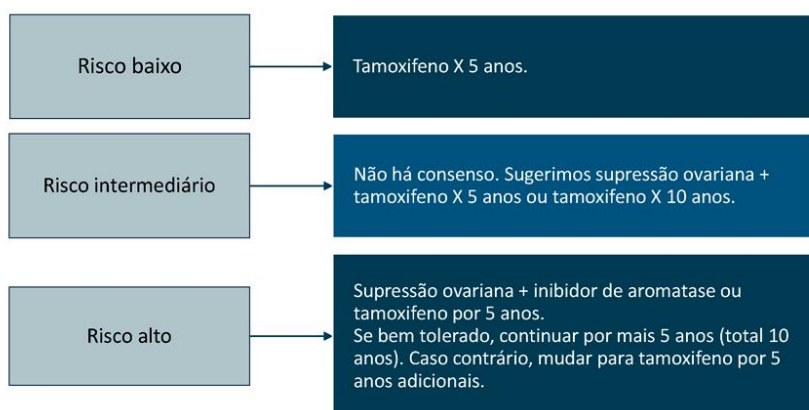 Risco baixo
Tamoxifeno X 5 anos.
Risco intermediário
Não há consenso. Sugerimos supressão ovariana +
tamoxifeno X 5 anos ou tamoxifeno X 10 anos.
Risco alto
Supressão ovariana + inibidor de aromatase ou
tamoxifeno por 5 anos.
Se bem tolerado, continuar por mais 5 anos (total 10
anos). Caso contrário, mudar para tamoxifeno por 5
anos adicionais.